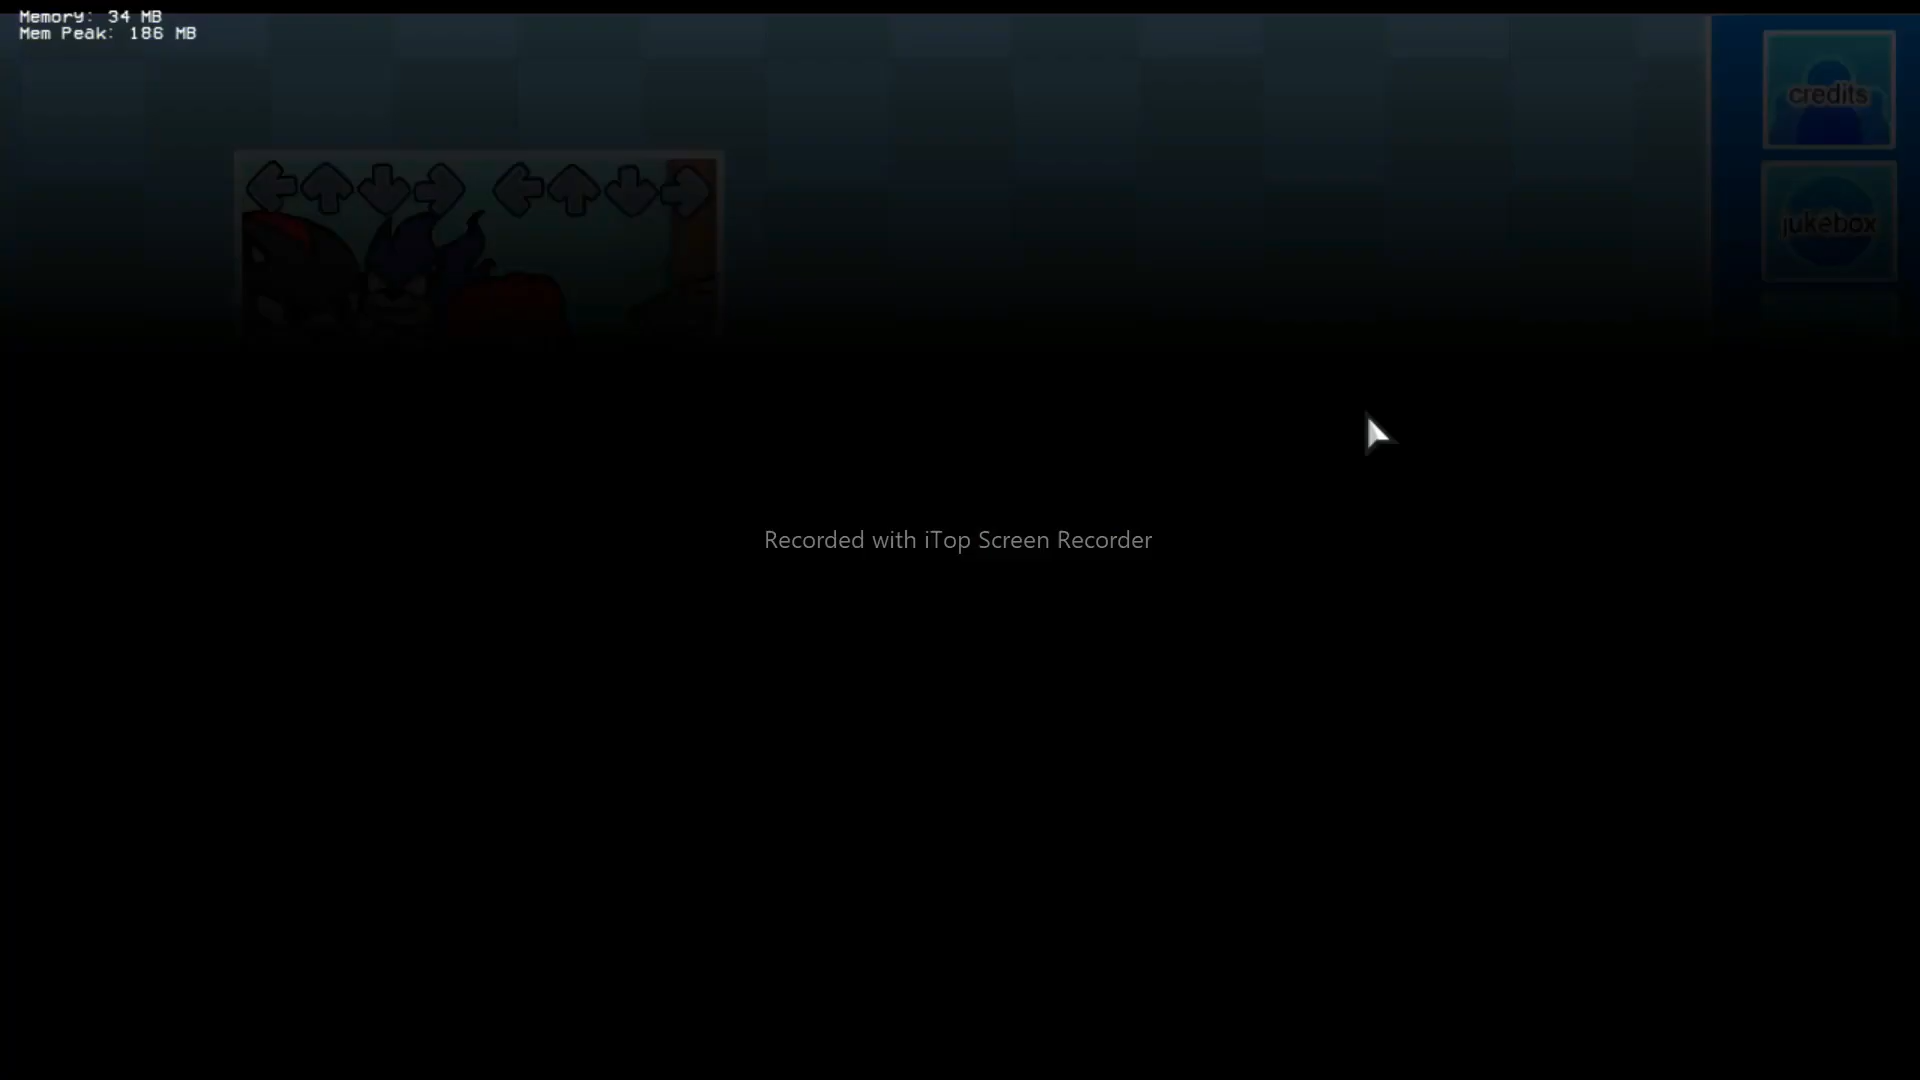 Memory: 34 MB
Mem Peak: 186 MB
credits
jukebox
Recorded with iTop Screen Recorder